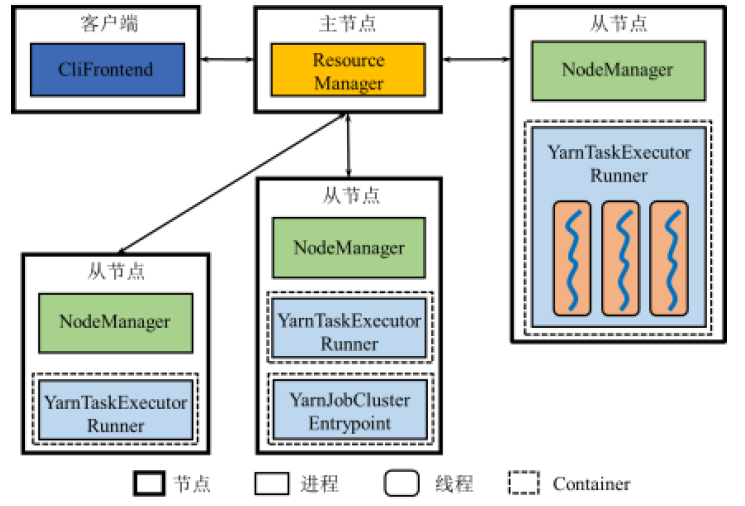 客户端
CliFrontend
主节点
Resource
Manager
从节点
NodeManager
YarnTaskExecutor
Runner
从节点
NodeManager
YarnTaskExecutor
Runner
YarnJobCluster
Entrypoint
从节点
NodeManager
YarnTaskExecutor
Runner
节点
进程
线程
Container